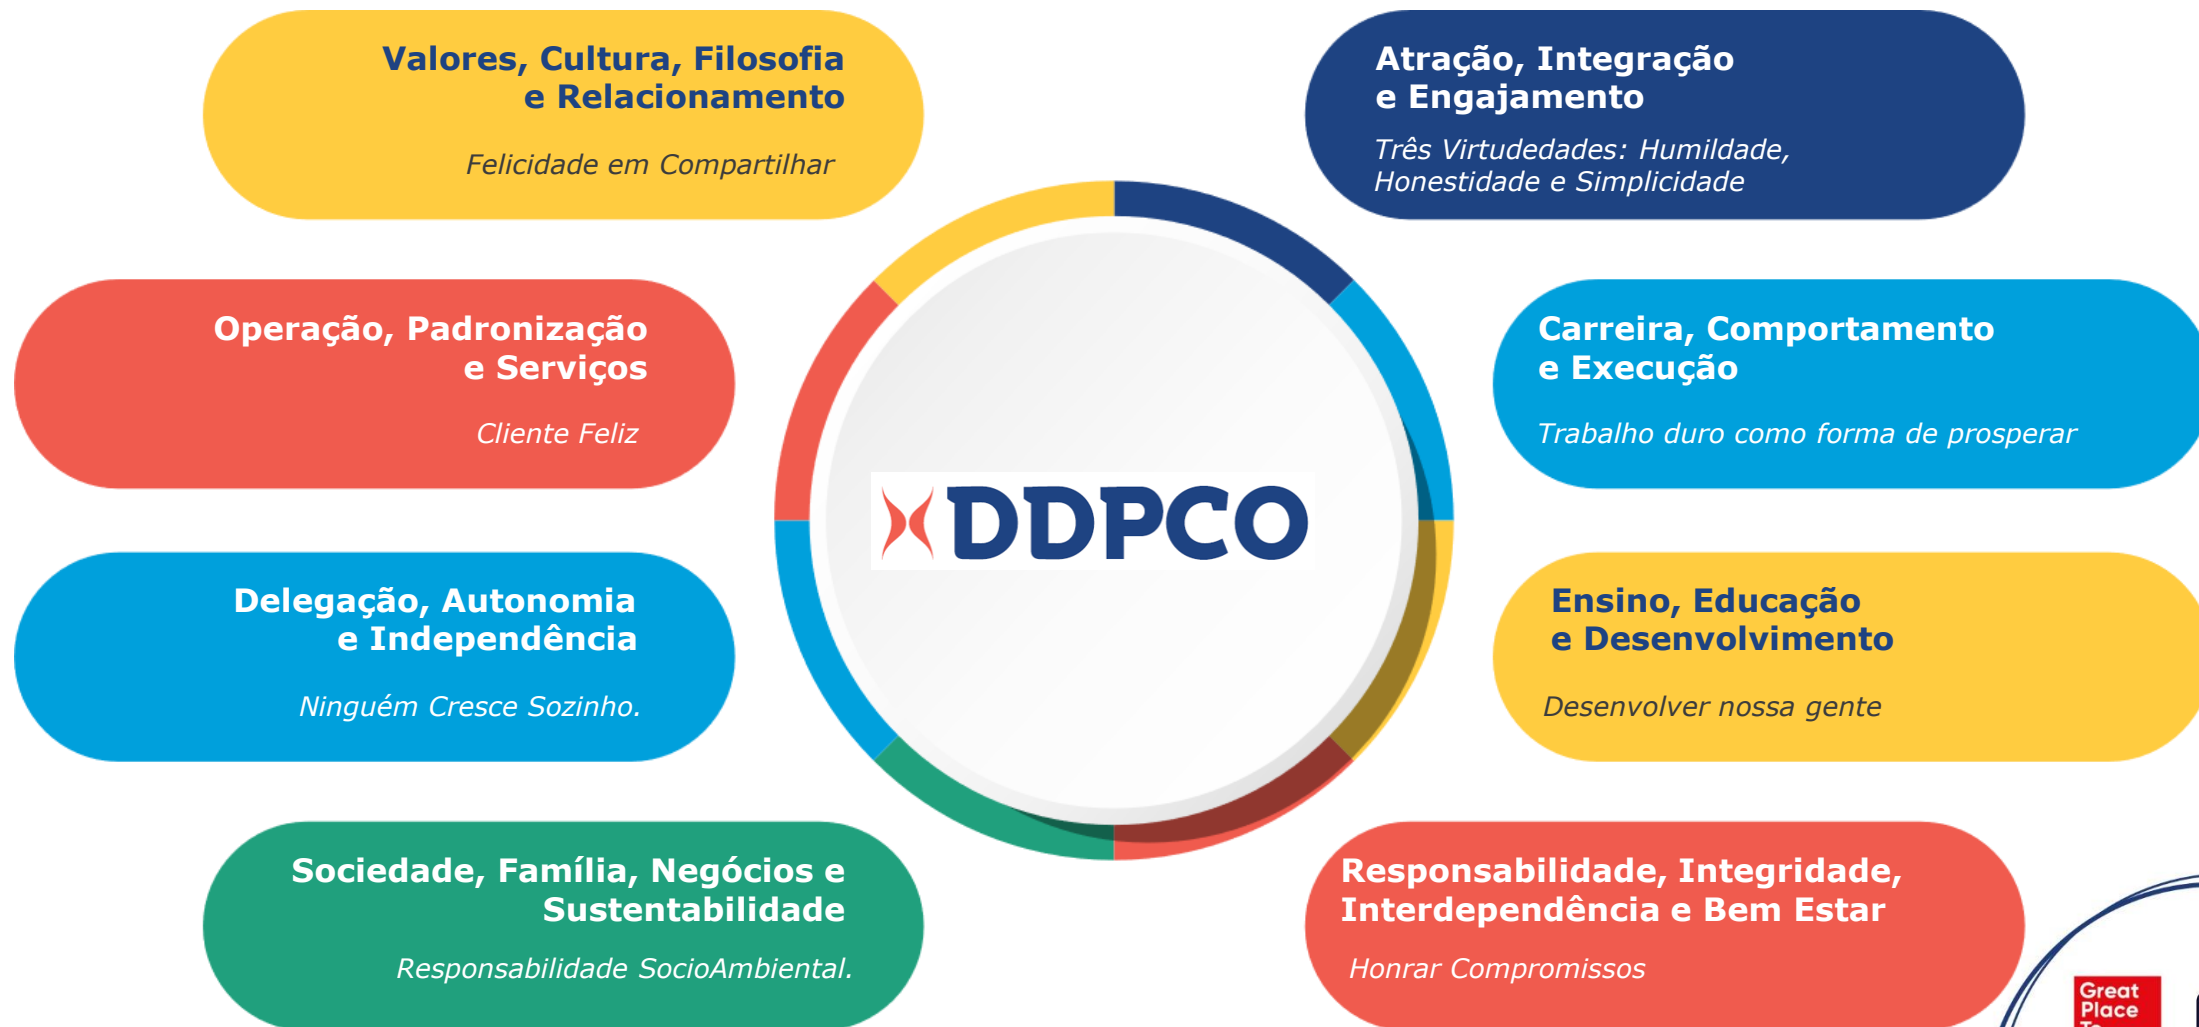 Valores, Cultura, Filosofia
e Relacionamento
Felicidade em Compartilhar
Atração, Integração
e Engajamento
Três Virtudedades: Humildade,
Honestidade e Simplicidade
Operação, Padronização
e Serviços
Cliente Feliz
Carreira, Comportamento
e Execução
Trabalho duro como forma de prosperar
DDPCO
Delegação, Autonomia
e Independência
Ninguém Cresce Sozinho.
Ensino, Educação
e Desenvolvimento
Desenvolver nossa gente
Sociedade, Família, Negócios e
Sustentabilidade
Responsabilidade SocioAmbiental.
Responsabilidade, Integridade,
Interdependência e Bem Estar
Honrar Compromissos
Great
Place